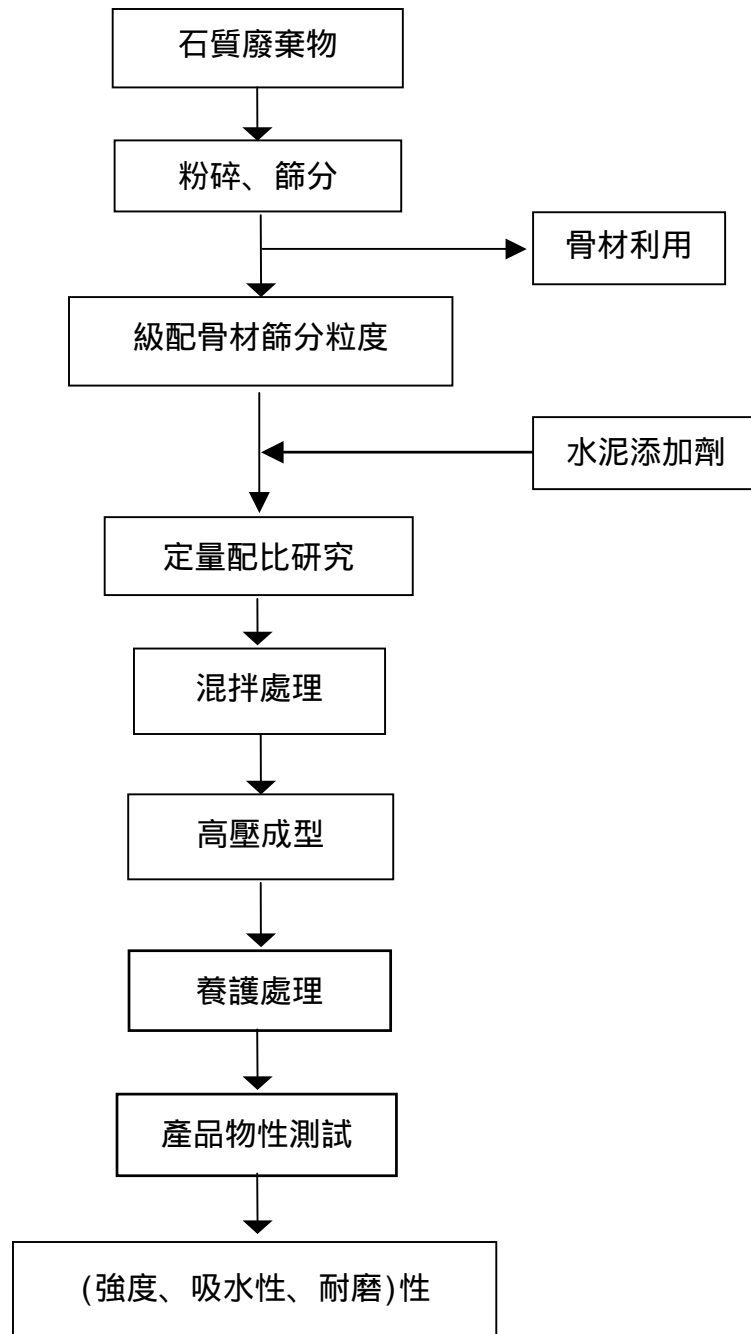 石質廢棄物
粉碎、篩分
骨材利用
級配骨材篩分粒度
水泥添加劑
定量配比研究
混拌處理
高壓成型
養護處理
產品物性測試
(強度、吸水性、耐磨)性